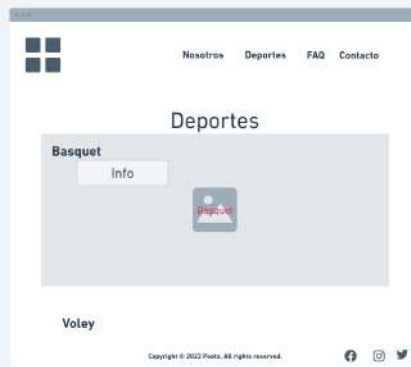 Nosotros Deportes FAQ Contacto
Deportes
Basquet
Info
Basquet
Voley
Copyright © 2022 Poots. All rights reserved.